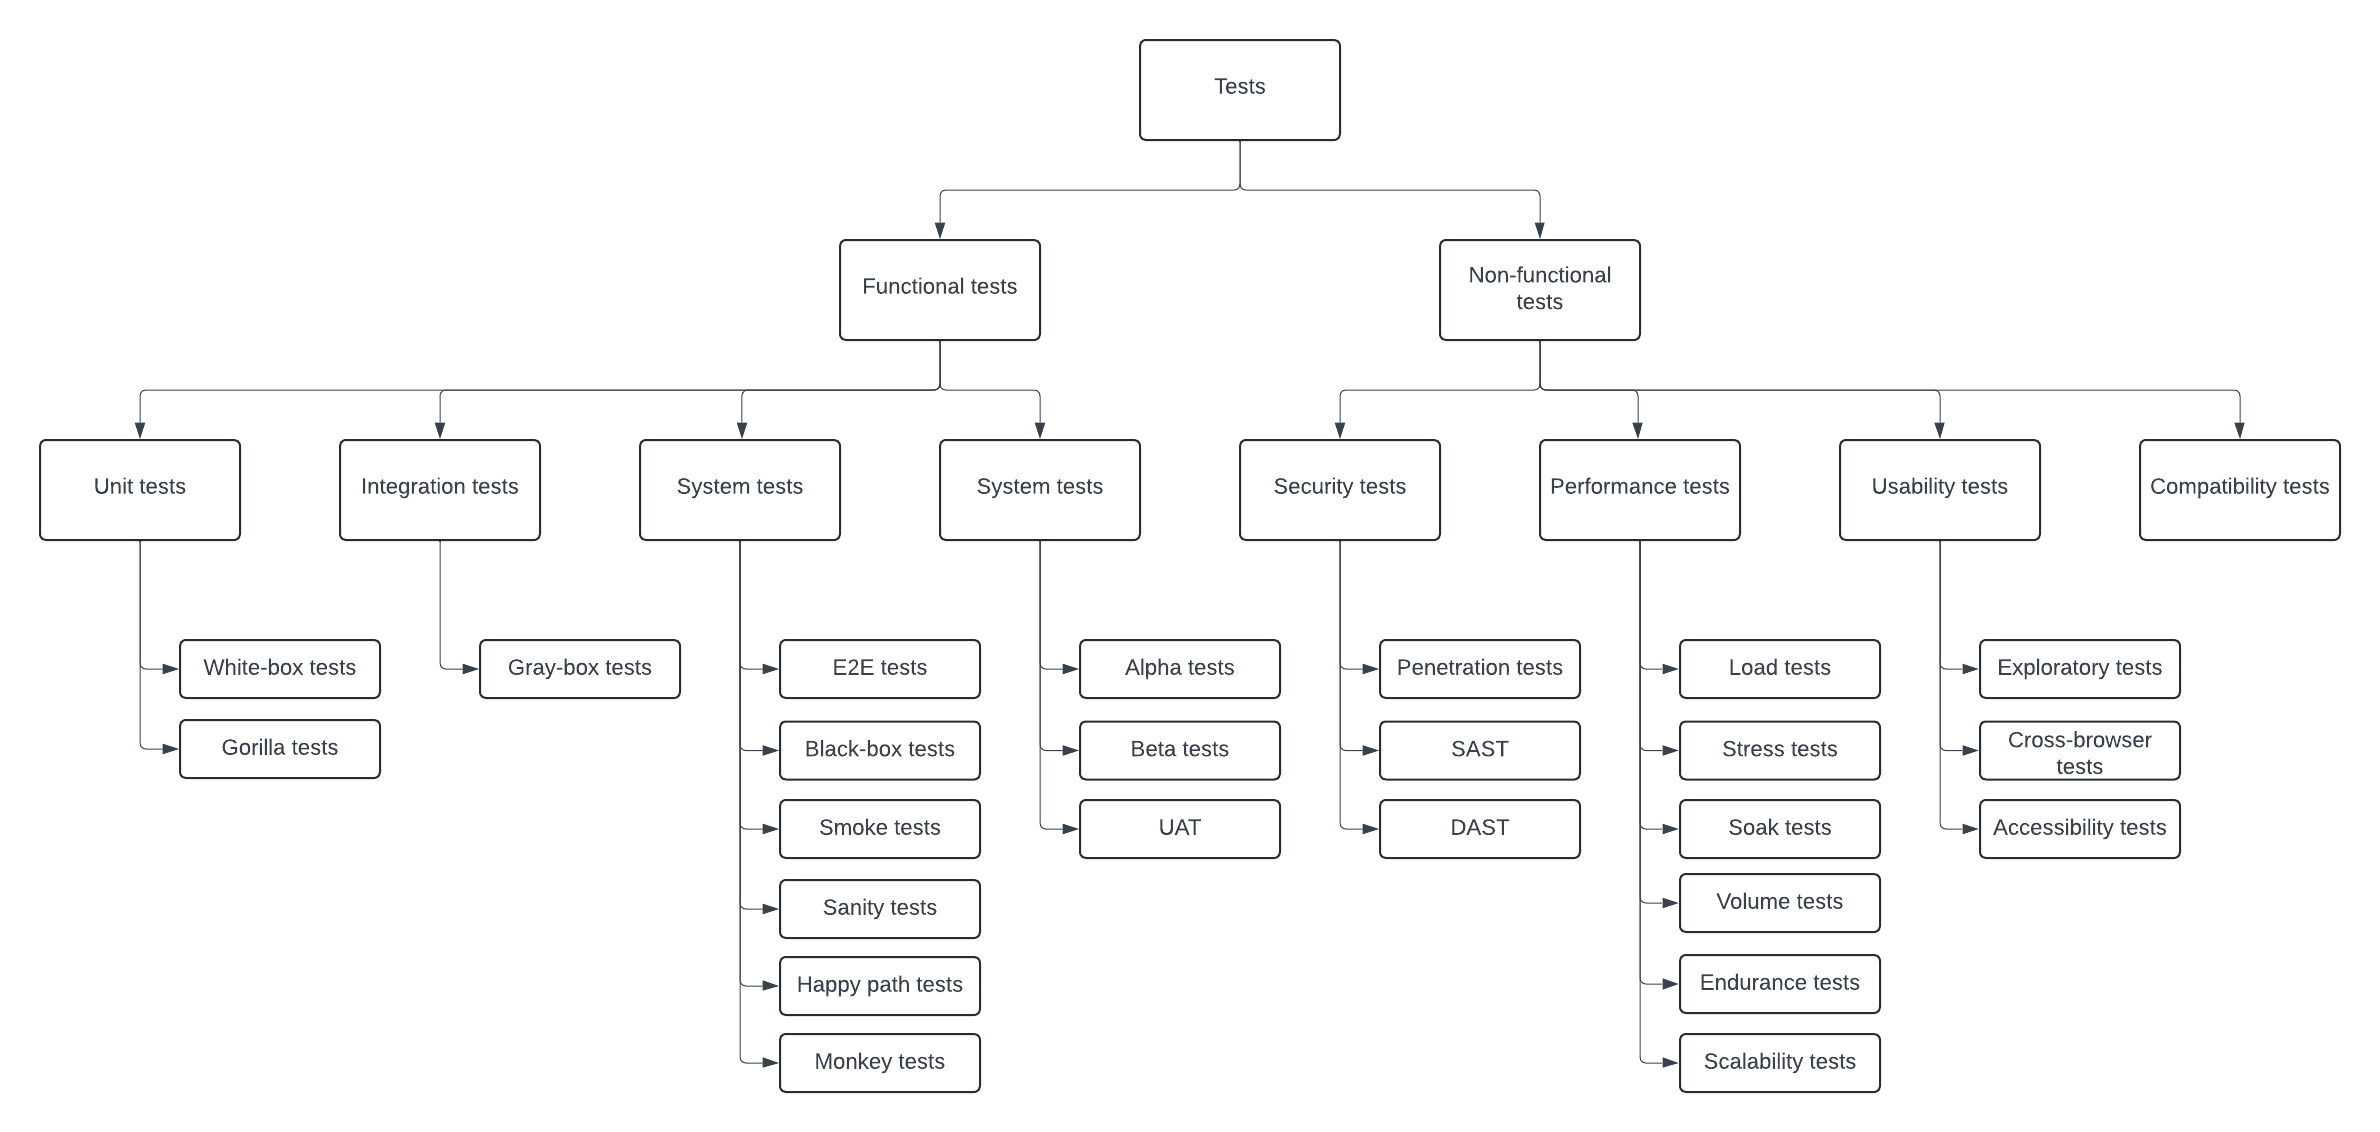 Tests
Functional tests
Non-functional
tests
Unit tests
Integration tests
System tests
System tests
Security tests
Performance tests
Usability tests
Compatibility tests
White-box tests
Gorilla tests
Gray-box tests
E2E tests
Black-box tests
Smoke tests
Sanity tests
Happy path tests
Monkey tests
Alpha tests
Beta tests
UAT
Penetration tests
SAST
DAST
Load tests
Stress tests
Soak tests
Volume tests
Endurance tests
Scalability tests
Exploratory tests
Cross-browser
tests
Accessibility tests